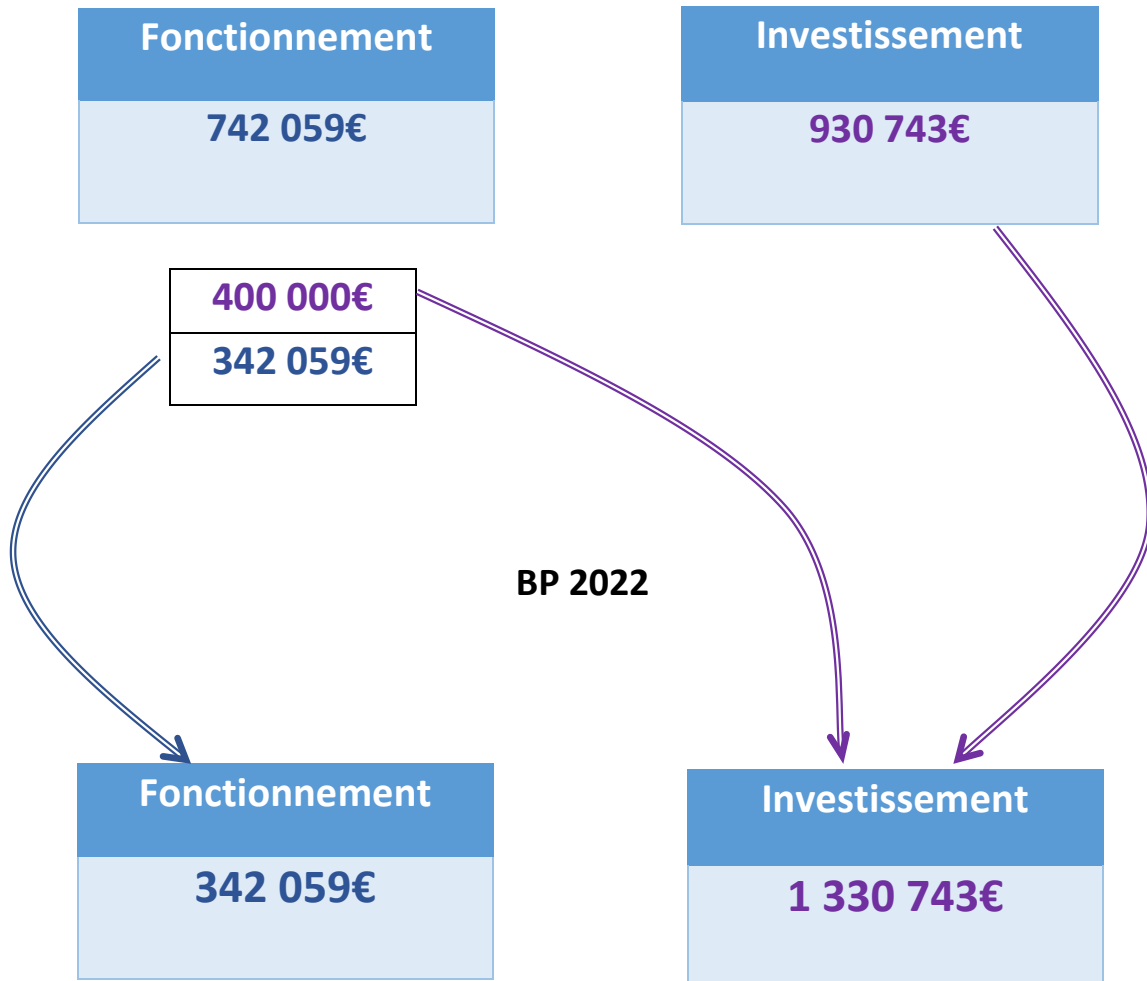 Fonctionnement
Investissement
742 059€
930 743€
400 000€
342 059€
BP 2022
Fonctionnement
Investissement
342 059€
1 330 743€